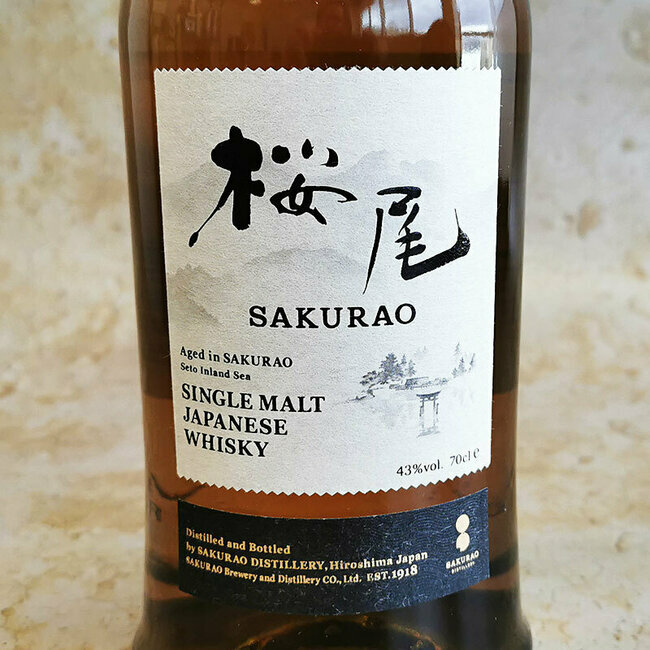 桜尾
SAKURAO
Aged in SAKURAO
Seto Inland Sea
SINGLE MALT
JAPANESE
WHISKY
43%vol. 70cl ℮
Distilled and Bottled
by SAKURAO DISTILLERY, Hiroshima Japan
SAKURAO Brewery and Distillery CO., Ltd. EST.1918
SAKURAO
DISTILLERY